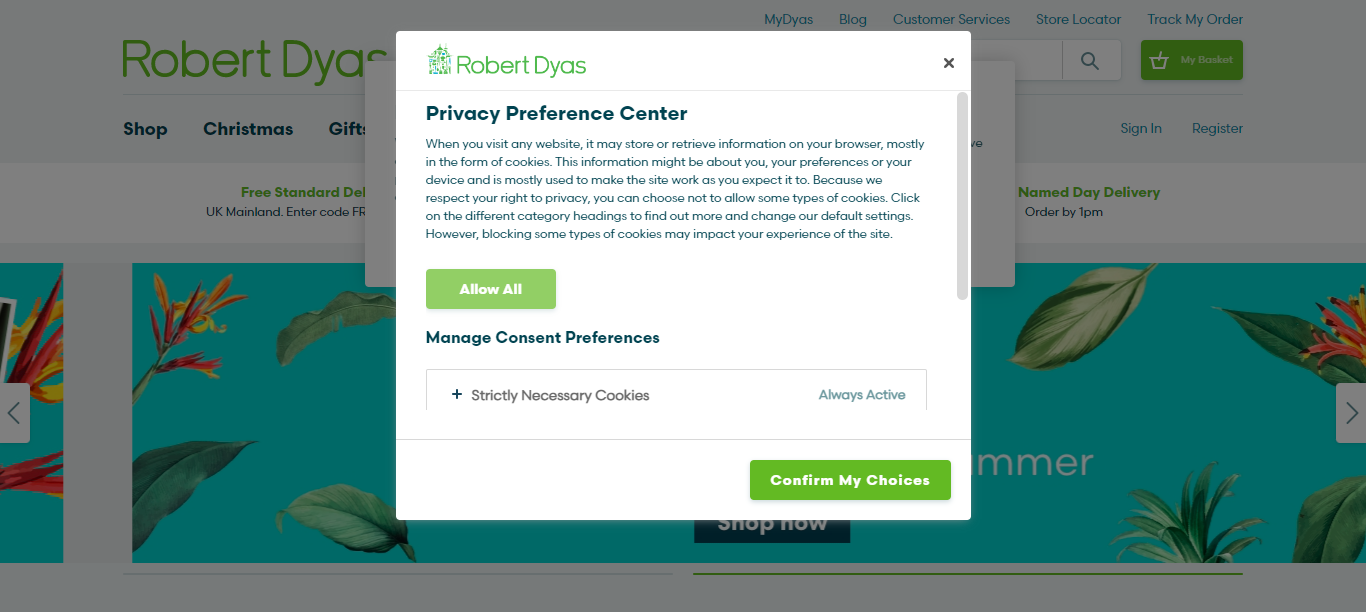 MyDyas Blog Customer Services Store Locator Track My Order
Robert Dyas
My Basket
Shop Christmas Gifts
Sign In Register
Free Standard Del
UK Mainland. Enter code FR
Named Day Delivery
Order by 1pm
Robert Dyas
Privacy Preference Center
When you visit any website, it may store or retrieve information on your browser, mostly
in the form of cookies. This information might be about you, your preferences or your
device and is mostly used to make the site work as you expect it to. Because we
respect your right to privacy, you can choose not to allow some types of cookies. Click
on the different category headings to find out more and change our default settings.
However, blocking some types of cookies may impact your experience of the site.
Allow All
Manage Consent Preferences
+ Strictly Necessary Cookies Always Active
Confirm My Choices
ummer
Shop now